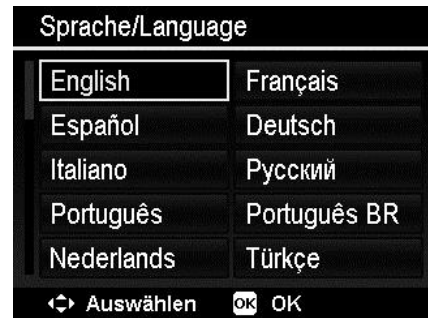 Sprache/Language
English Français
Español Deutsch
Italiano Русский
Português Português BR
Nederlands Türkçe
Auswählen OK OK